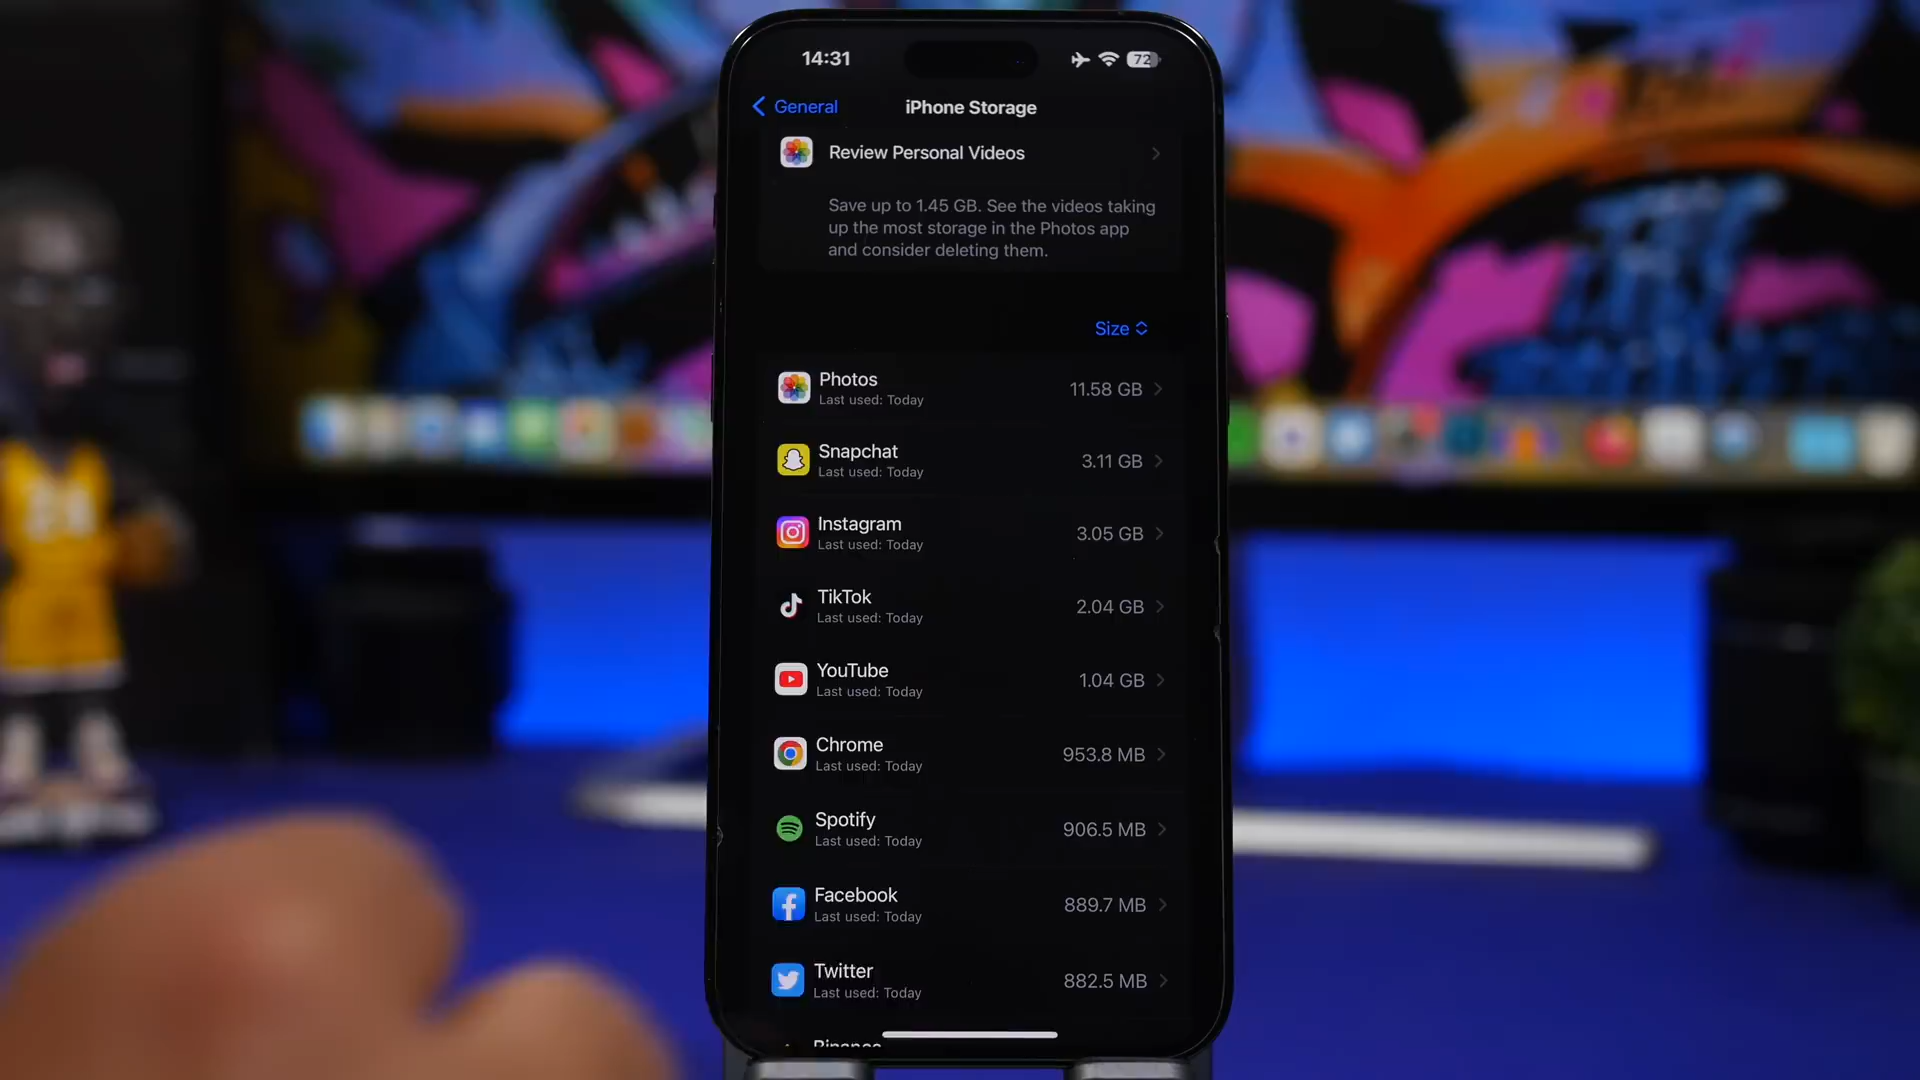 14:31
72
General
iPhone Storage
Review Personal Videos
Save up to 1.45 GB. See the videos taking
up the most storage in the Photos app
and consider deleting them.
Size
Photos
Last used: Today
11.58 GB
Snapchat
Last used: Today
3.11 GB
Instagram
Last used: Today
3.05 GB
TikTok
Last used: Today
2.04 GB
YouTube
Last used: Today
1.04 GB
Chrome
Last used: Today
953.8 MB
Spotify
Last used: Today
906.5 MB
Facebook
Last used: Today
889.7 MB
Twitter
Last used: Today
882.5 MB
Binance
24